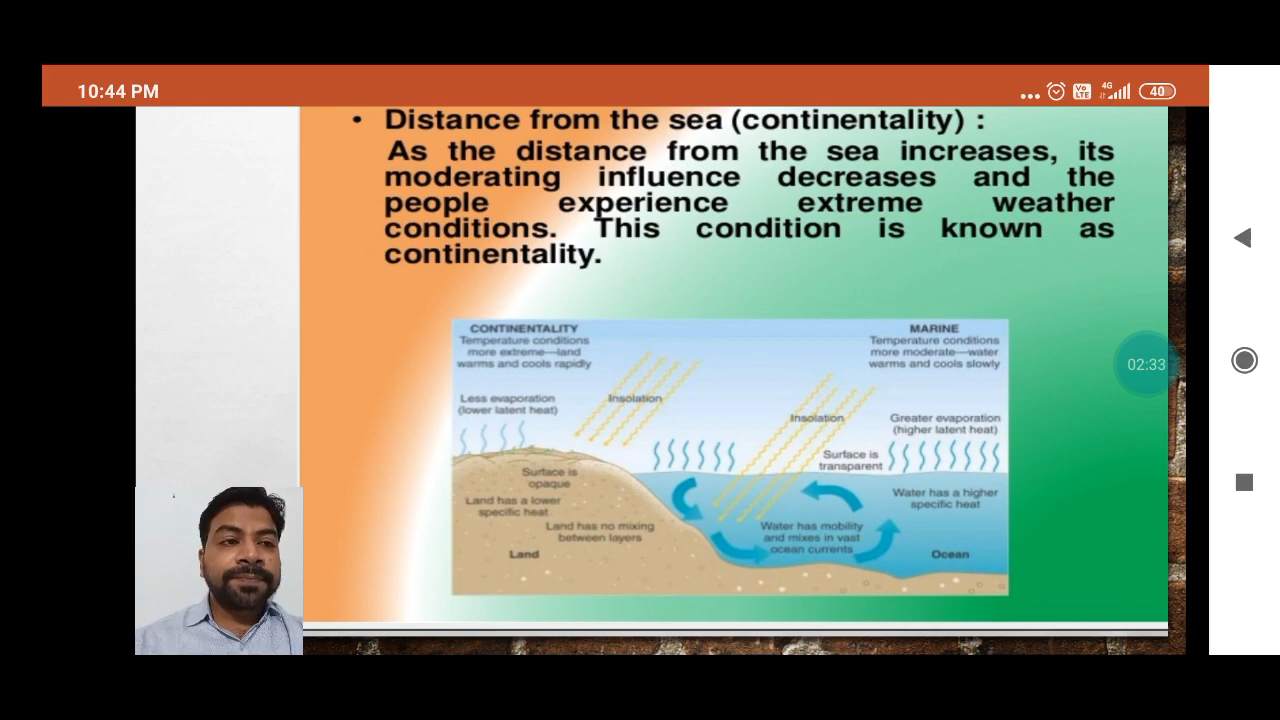 10:44 PM
... Vo LTE 4G 40
• Distance from the sea (continentality) :
As the distance from the sea increases, its
moderating influence decreases and the
people experience extreme weather
conditions. This condition is known as
continentality.
CONTINENTALITY
Temperature conditions
more extreme—land
warms and cools rapidly
MARINE
Temperature conditions
more moderate—water
warms and cools slowly
02:33
Less evaporation
(lower latent heat)
Insolation
Insolation
Greater evaporation
(higher latent heat)
Surface is
transparent
Surface is
opaque
Land has a lower
specific heat
Water has a higher
specific heat
Land has no mixing
between layers
Water has mobility
and mixes in vast
ocean currents
Land
Ocean